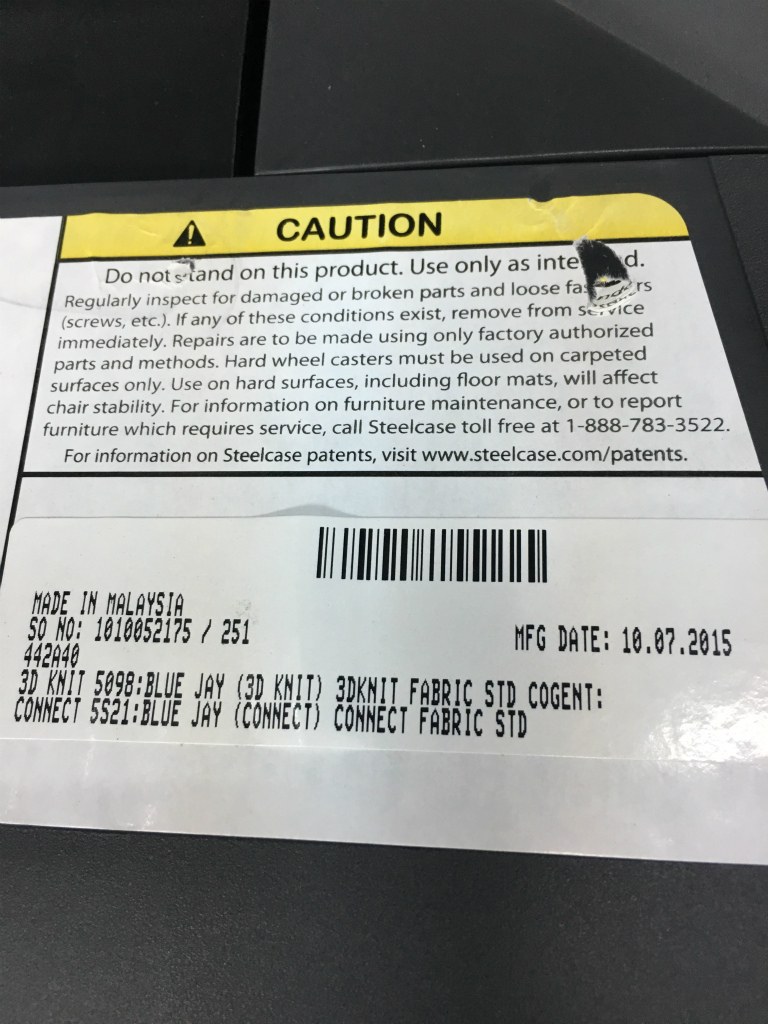 CAUTION
Do not stand on this product. Use only as inte d.
Regularly inspect for damaged or broken parts and loose fas rs
(screws, etc.). If any of these conditions exist, remove from service
immediately. Repairs are to be made using only factory authorized
parts and methods. Hard wheel casters must be used on carpeted
surfaces only. Use on hard surfaces, including floor mats, will affect
chair stability. For information on furniture maintenance, or to report
furniture which requires service, call Steelcase toll free at 1-888-783-3522.
For information on Steelcase patents, visit www.steelcase.com/patents.
MADE IN MALAYSIA
SO NO: 1010052175 / 251
MFG DATE: 10.07.2015
442A40
3D KNIT 5098:BLUE JAY (3D KNIT) 3DKNIT FABRIC STD COGENT:
CONNECT 5S21:BLUE JAY (CONNECT) CONNECT FABRIC STD